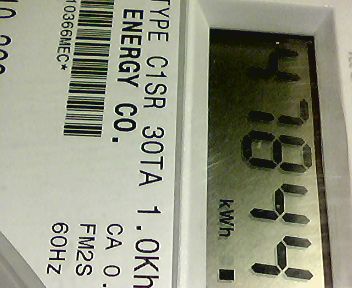 47844
kWh
TYPE C1SR 30TA 1.0Kh
ENERGY CO.
CA 0.
FM2S
60Hz
10366MEC*